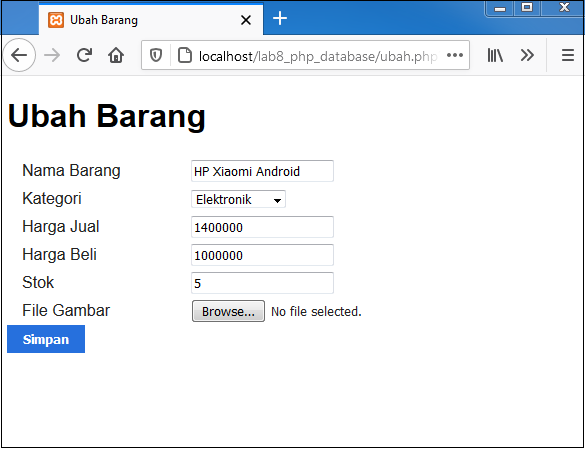 Ubah Barang
localhost/lab8_php_database/ubah.php
Ubah Barang
Nama Barang HP Xiaomi Android
Kategori Elektronik
Harga Jual 1400000
Harga Beli 1000000
Stok 5
File Gambar Browse... No file selected.
Simpan